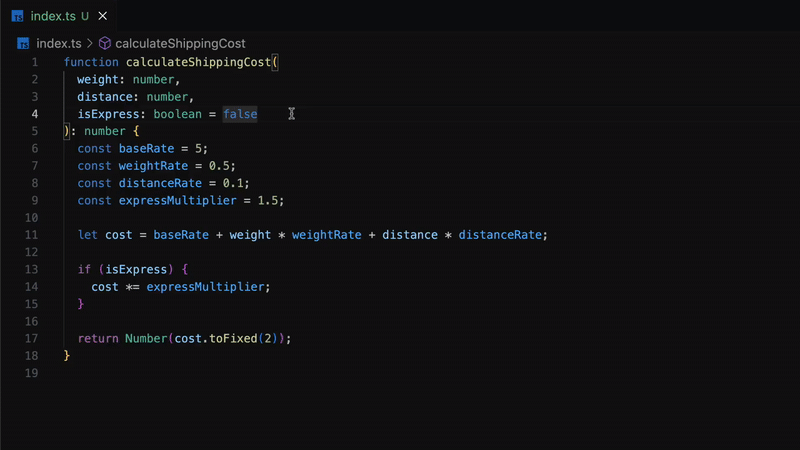 TS index.ts U ×
TS index.ts > calculateShippingCost
1 function calculateShippingCost(
2 weight: number,
3 distance: number,
4 isExpress: boolean = false
5 ): number {
6 const baseRate = 5;
7 const weightRate = 0.5;
8 const distanceRate = 0.1;
9 const expressMultiplier = 1.5;
10
11 let cost = baseRate + weight * weightRate + distance * distanceRate;
12
13 if (isExpress) {
14 cost *= expressMultiplier;
15 }
16
17 return Number(cost.toFixed(2));
18 }
19